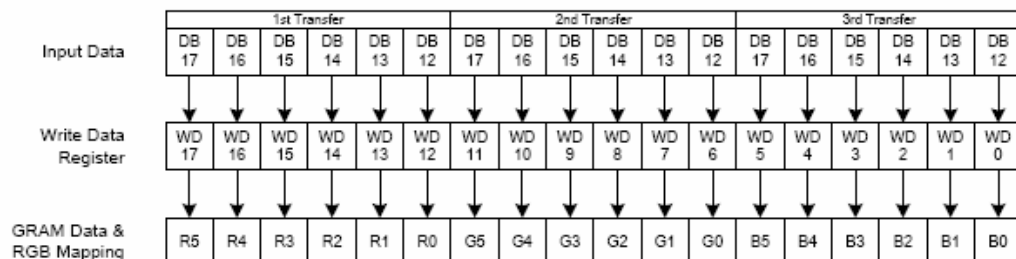 1st Transfer 2nd Transfer 3rd Transfer
Input Data DB 17 DB 16 DB 15 DB 14 DB 13 DB 12 DB 17 DB 16 DB 15 DB 14 DB 13 DB 12 DB 17 DB 16 DB 15 DB 14 DB 13 DB 12
Write Data Register WD 17 WD 16 WD 15 WD 14 WD 13 WD 12 WD 11 WD 10 WD 9 WD 8 WD 7 WD 6 WD 5 WD 4 WD 3 WD 2 WD 1 WD 0
GRAM Data & RGB Mapping R5 R4 R3 R2 R1 R0 G5 G4 G3 G2 G1 G0 B5 B4 B3 B2 B1 B0